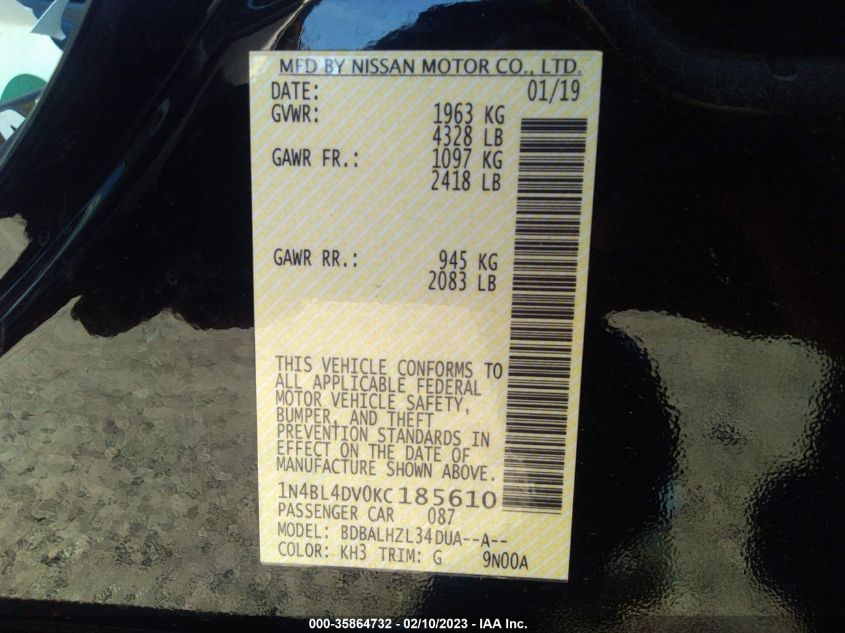 MFD BY NISSAN MOTOR CO., LTD.
DATE: 01/19
GVWR: 1963 KG
4328 LB
GAWR FR.: 1097 KG
2418 LB
GAWR RR.: 945 KG
2083 LB
THIS VEHICLE CONFORMS TO
ALL APPLICABLE FEDERAL
MOTOR VEHICLE SAFETY,
BUMPER, AND THEFT
PREVENTION STANDARDS IN
EFFECT ON THE DATE OF
MANUFACTURE SHOWN ABOVE.
1N4BL4DV0KC185610
PASSENGER CAR 087
MODEL: BDBALHZL34DUA--A--
COLOR: KH3 TRIM: G 9N00A
000-35864732 - 02/10/2023 - IAA Inc.